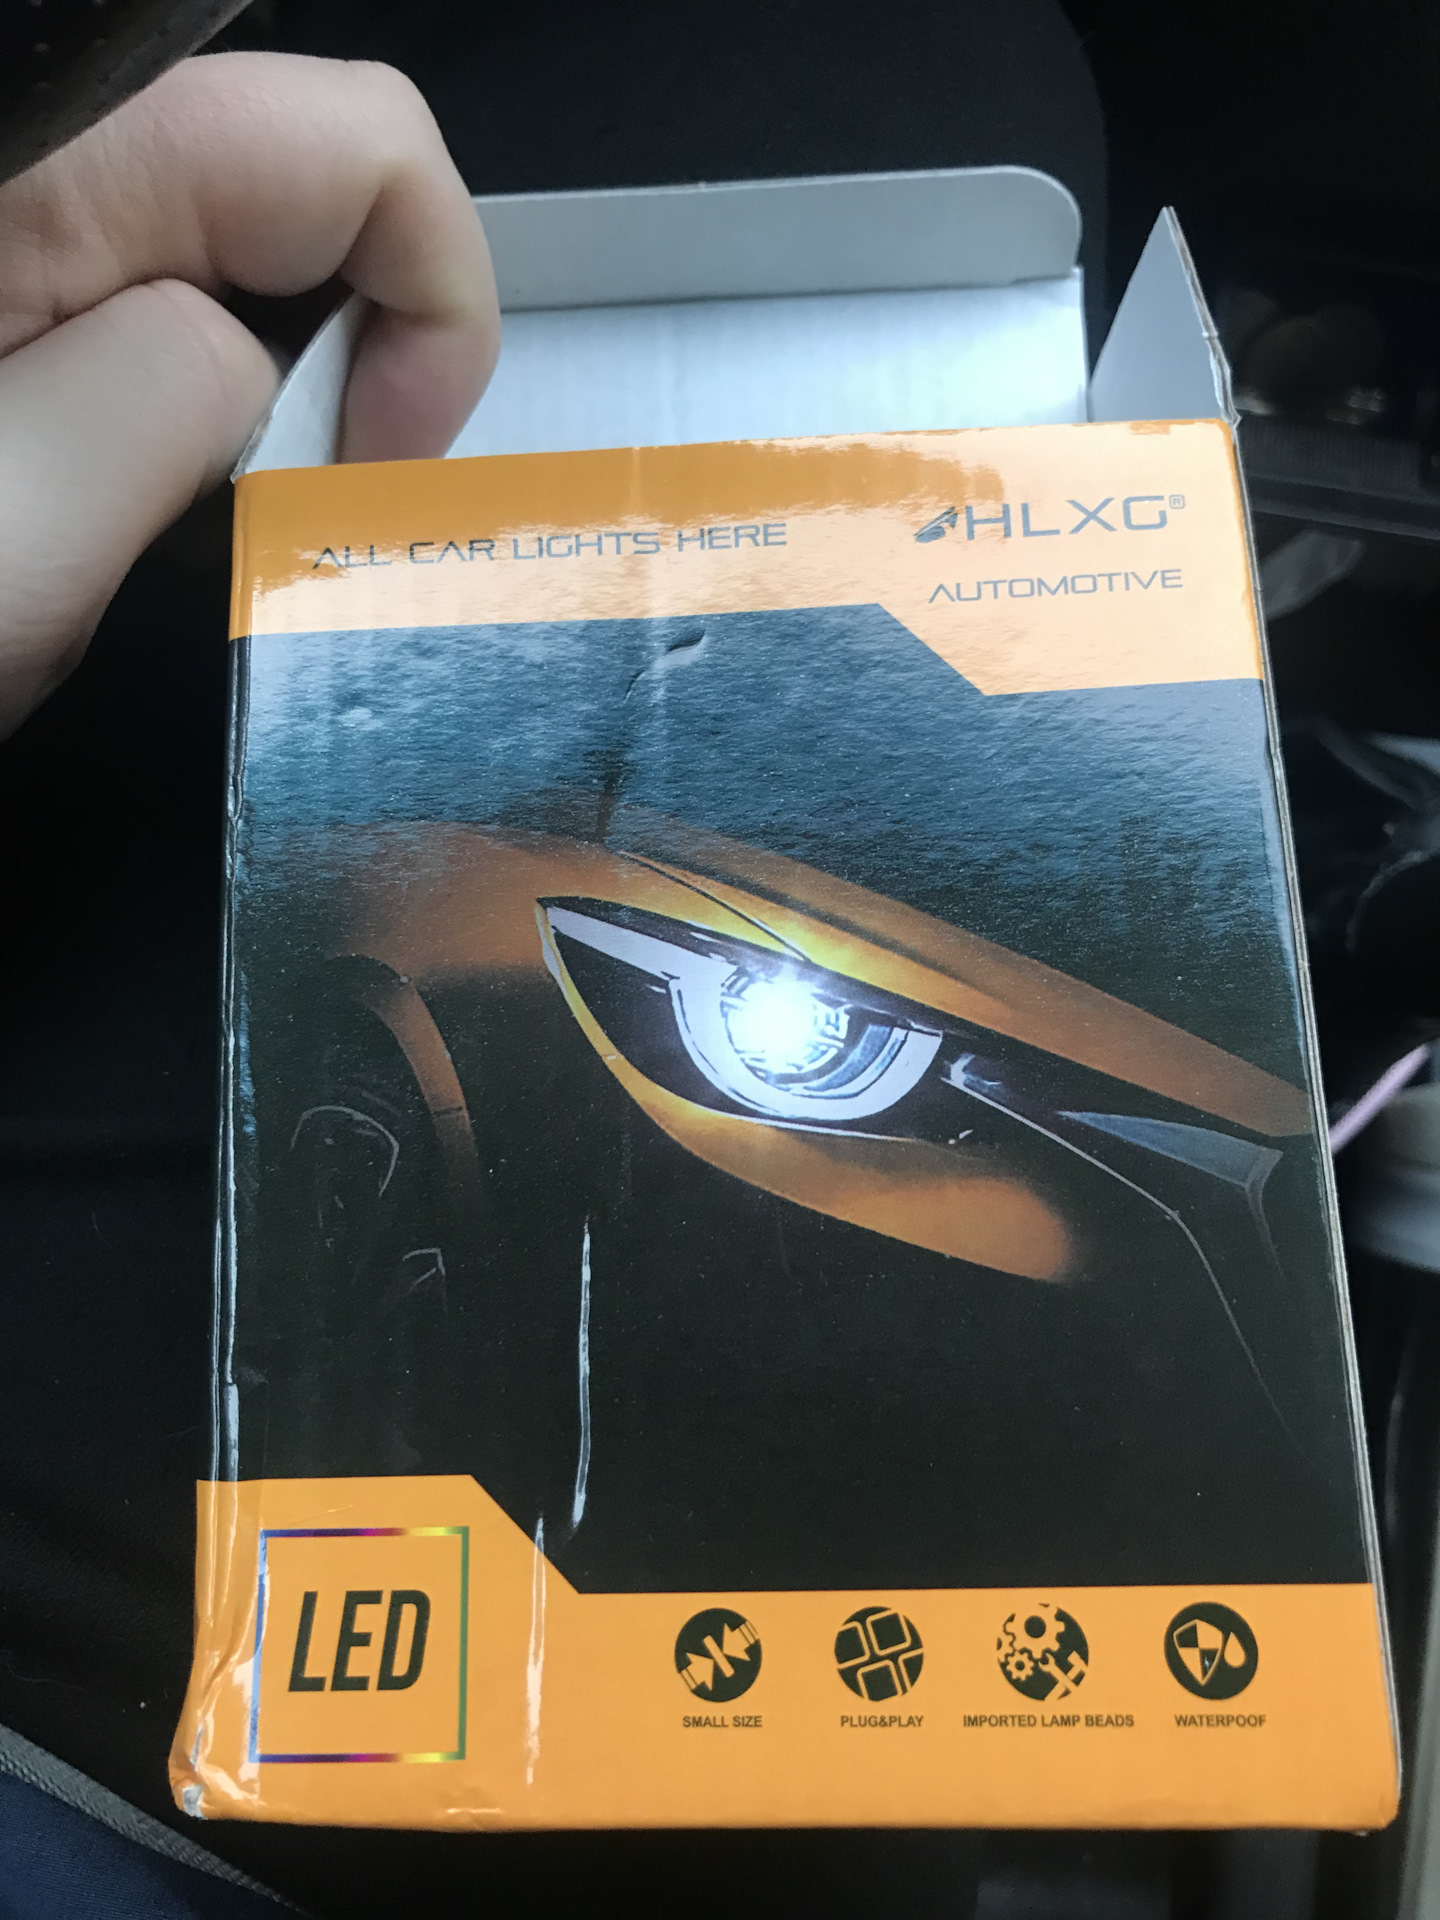 ALL CAR LIGHTS HERE
HLXG®
AUTOMOTIVE
LED
SMALL SIZE
PLUG&PLAY
IMPORTED LAMP BEADS
WATERPOOF